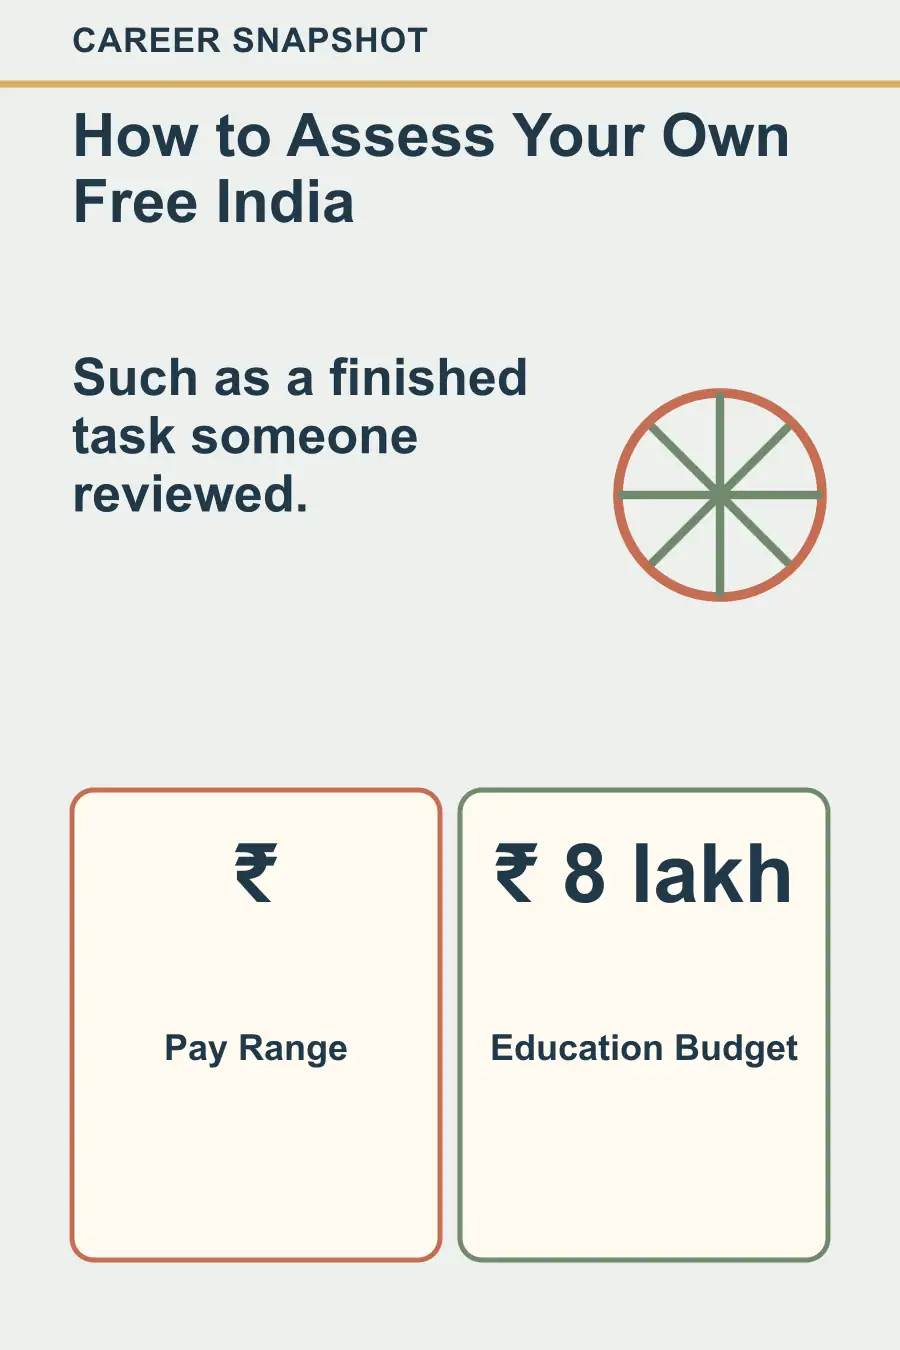 CAREER SNAPSHOT
How to Assess Your Own
Free India
Such as a finished
task someone
reviewed.
₹
₹ 8 lakh
Pay Range
Education Budget